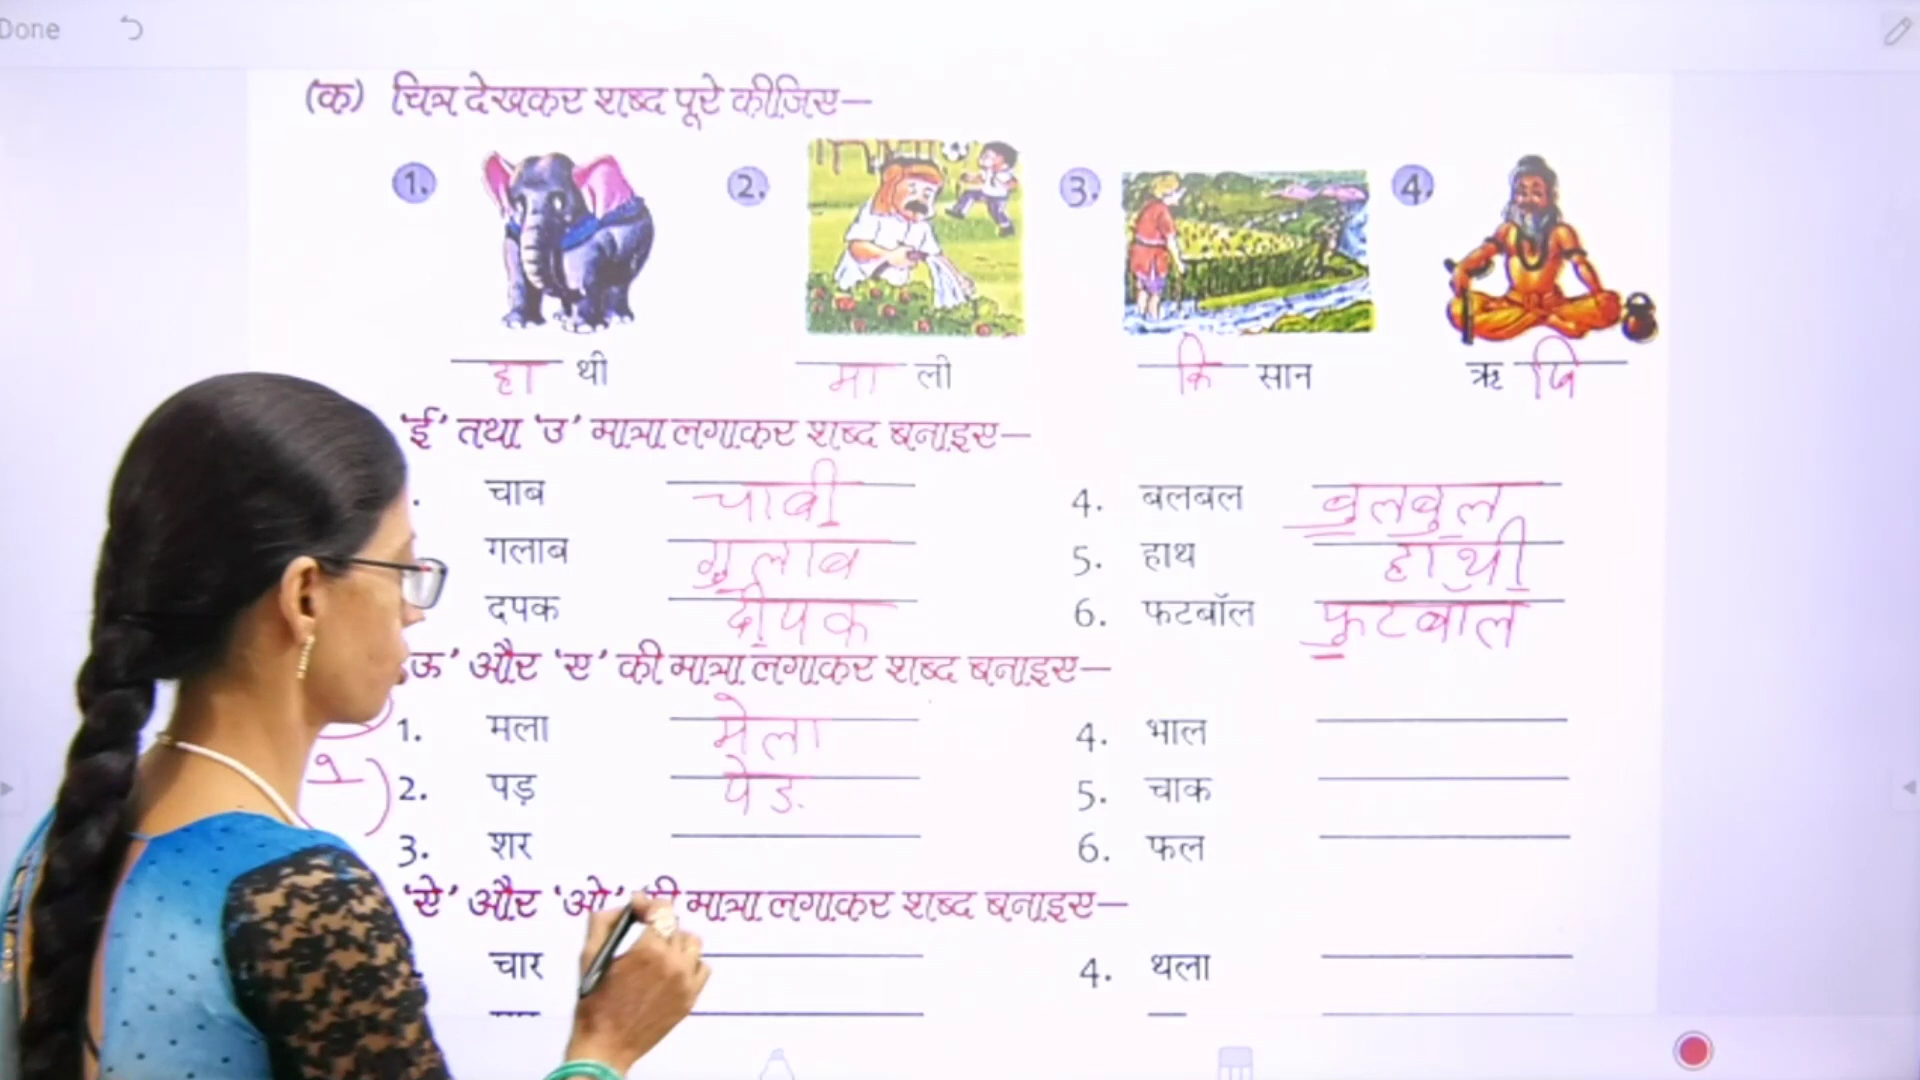 Done
(क) चित्र देखकर शब्द पूरे कीजिए—
1. 2. 3. 4.
हा थी मा ली कि सान ऋ षि
'ई' तथा 'उ' मात्रा लगाकर शब्द बनाइए—
चाब चाबी 4. बलबल बुलबुल
गलाब गुलाब 5. हाथ हाथी
दपक दीपक 6. फटबॉल फुटबॉल
ऊ' और 'ए' की मात्रा लगाकर शब्द बनाइए—
1. मला मेला 4. भाल
2. पड़ पेड़ 5. चाक
3. शर 6. फल
'ऐ' और 'ओ' की मात्रा लगाकर शब्द बनाइए—
चार 4. थला